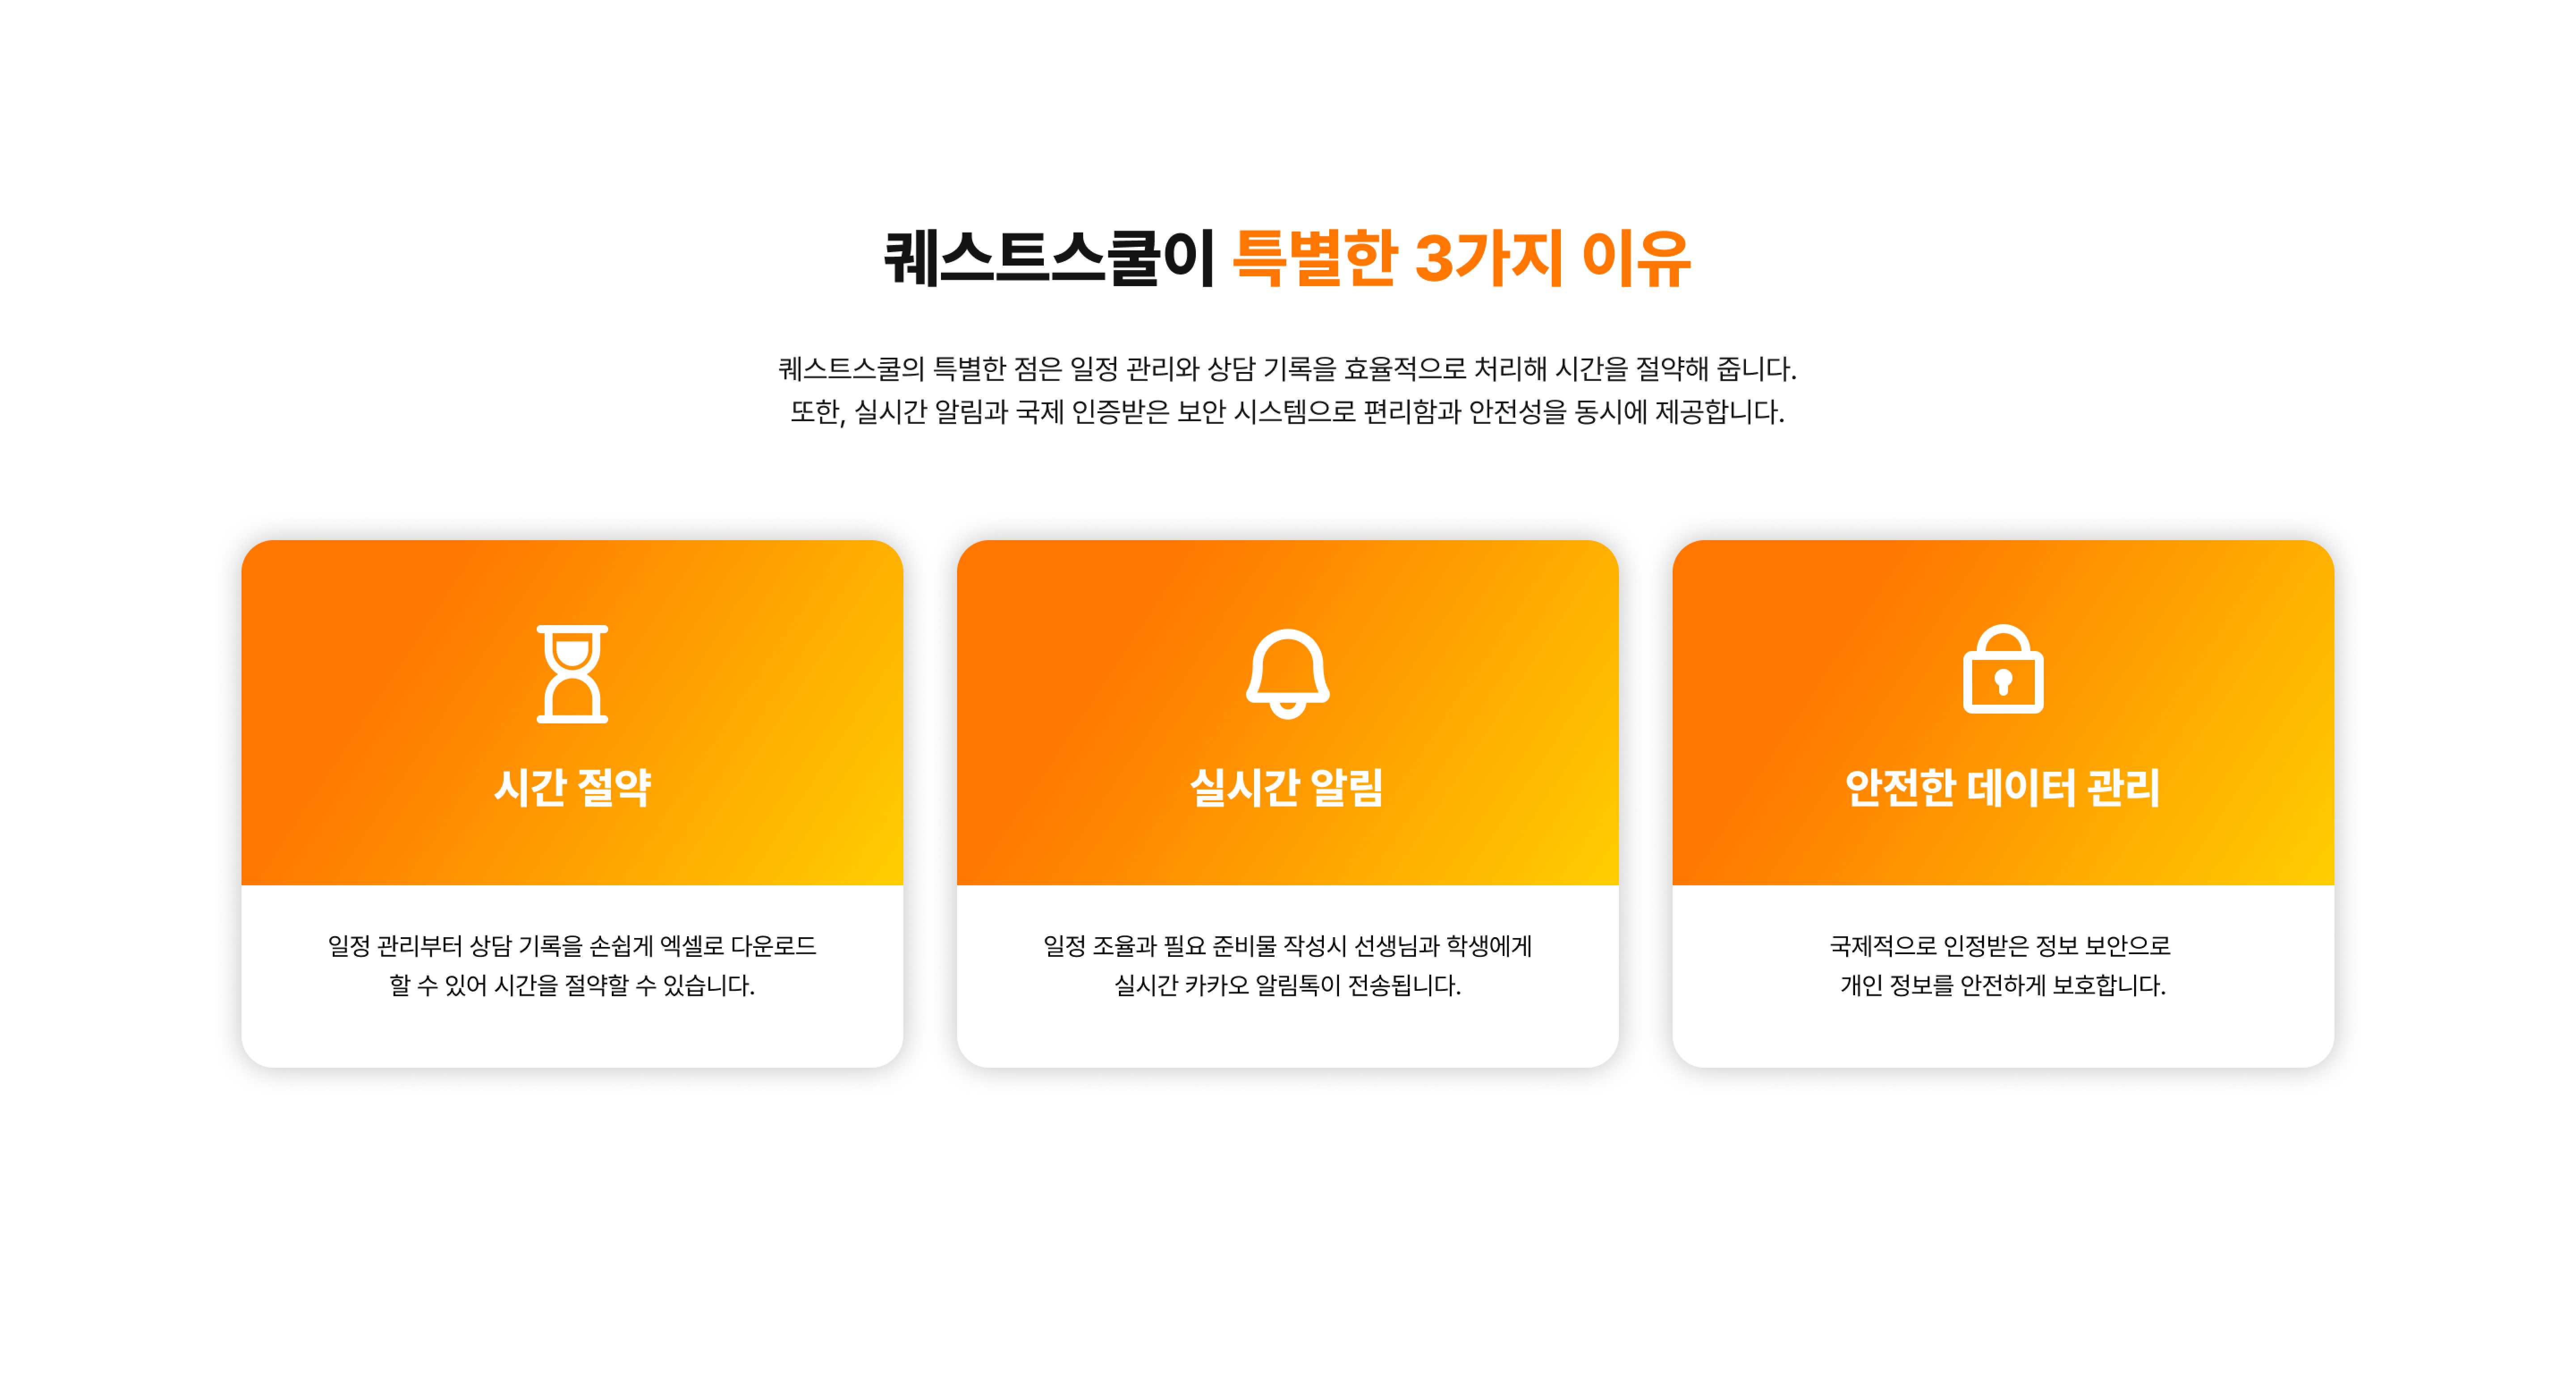 퀘스트스쿨이 특별한 3가지 이유
퀘스트스쿨의 특별한 점은 일정 관리와 상담 기록을 효율적으로 처리해 시간을 절약해 줍니다.
또한, 실시간 알림과 국제 인증받은 보안 시스템으로 편리함과 안전성을 동시에 제공합니다.
시간 절약
일정 관리부터 상담 기록을 손쉽게 엑셀로 다운로드
할 수 있어 시간을 절약할 수 있습니다.
실시간 알림
일정 조율과 필요 준비물 작성시 선생님과 학생에게
실시간 카카오 알림톡이 전송됩니다.
안전한 데이터 관리
국제적으로 인정받은 정보 보안으로
개인 정보를 안전하게 보호합니다.